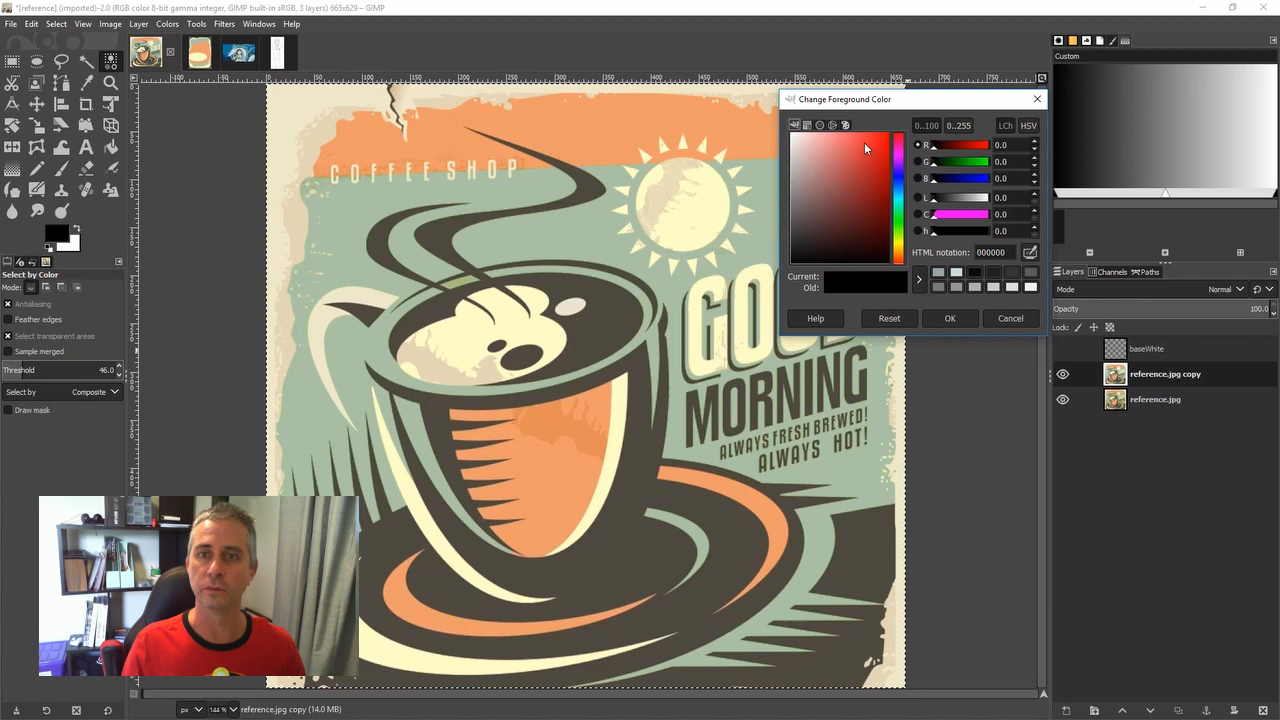 *[reference] (imported)-2.0 (RGB color 8-bit gamma integer, GIMP built-in sRGB, 3 layers) 665x629 – GIMP
File Edit Select View Image Layer Colors Tools Filters Windows Help
Custom
Change Foreground Color
0..100 0..255 LCh HSV
R 0.0
G 0.0
B 0.0
L 0.0
C 0.0
h 0.0
HTML notation: 000000
Current:
Old:
Help Reset OK Cancel
Select by Color
Mode:
Antialiasing
Feather edges
Select transparent areas
Sample merged
Threshold 46.0
Select by Composite
Draw mask
COFFEE SHOP
GOOD
MORNING
ALWAYS FRESH BREWED!
ALWAYS HOT!
Layers Channels Paths
Mode Normal
Opacity 100.0
Lock:
baseWhite
reference.jpg copy
reference.jpg
px 144 % reference.jpg copy (14.0 MB)